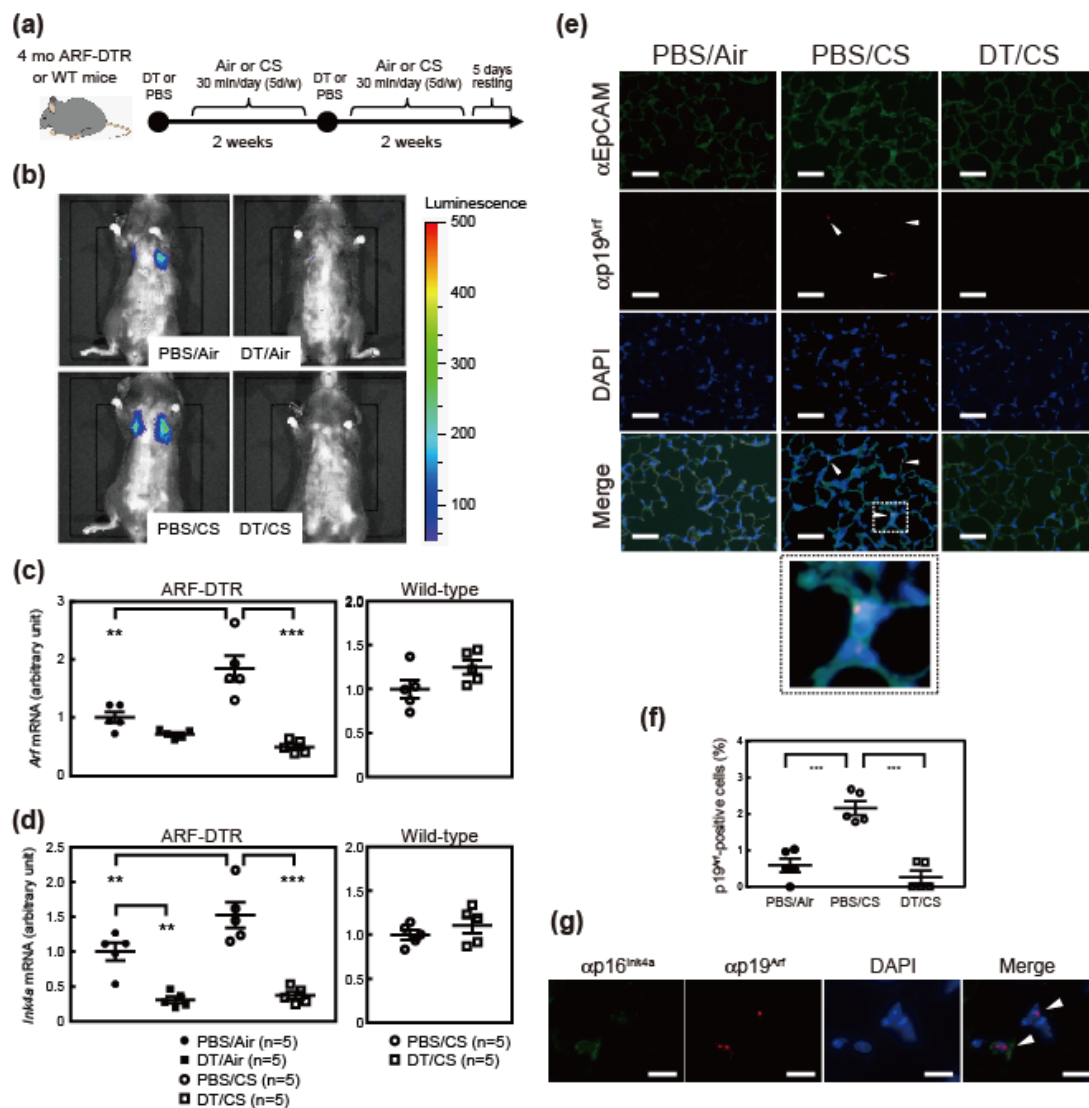 (a)
4 mo ARF-DTR
or WT mice
DT or
PBS
Air or CS
30 min/day (5d/w)
2 weeks
DT or
PBS
Air or CS
30 min/day (5d/w)
2 weeks
5 days
resting
(b)
PBS/Air
DT/Air
PBS/CS
DT/CS
Luminescence
500
400
300
200
100
(c)
ARF-DTR
Wild-type
Arf mRNA (arbitrary unit)
3
2
1
0
**
***
2.0
1.5
1.0
0.5
0
(d)
ARF-DTR
Wild-type
Ink4a mRNA (arbitrary unit)
2.5
2.0
1.5
1.0
0.5
0
**
**
***
2.0
1.5
1.0
0.5
0
PBS/Air (n=5)
DT/Air (n=5)
PBS/CS (n=5)
DT/CS (n=5)
PBS/CS (n=5)
DT/CS (n=5)
(e)
PBS/Air
PBS/CS
DT/CS
αEpCAM
αp19Arf
DAPI
Merge
(f)
p19Arf-positive cells (%)
4
3
2
1
0
***
***
PBS/Air
PBS/CS
DT/CS
(g)
αp16Ink4a
αp19Arf
DAPI
Merge